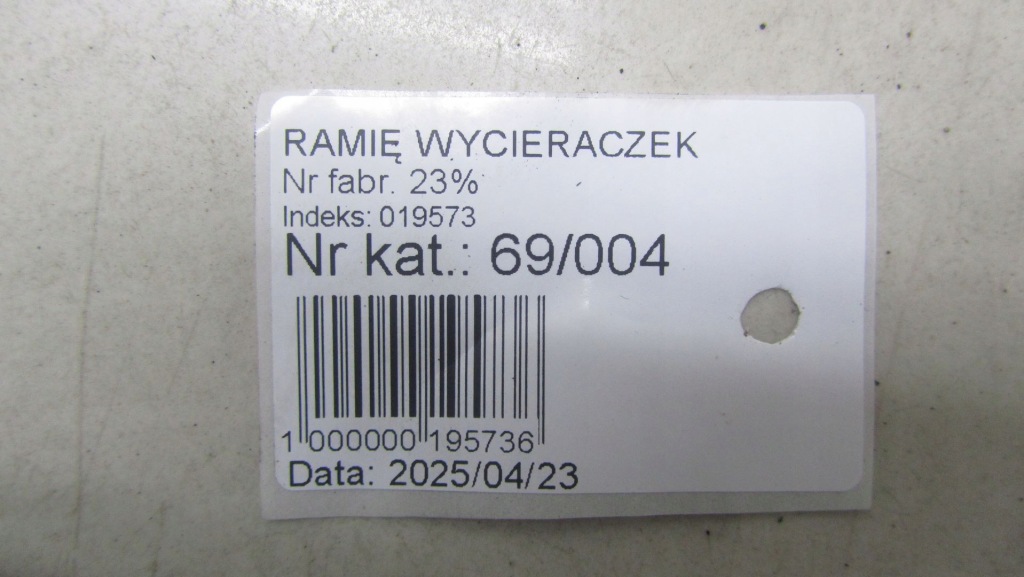 RAMIĘ WYCIERACZEK
Nr fabr. 23%
Indeks: 019573
Nr kat.: 69/004
1 000000 195736
Data: 2025/04/23